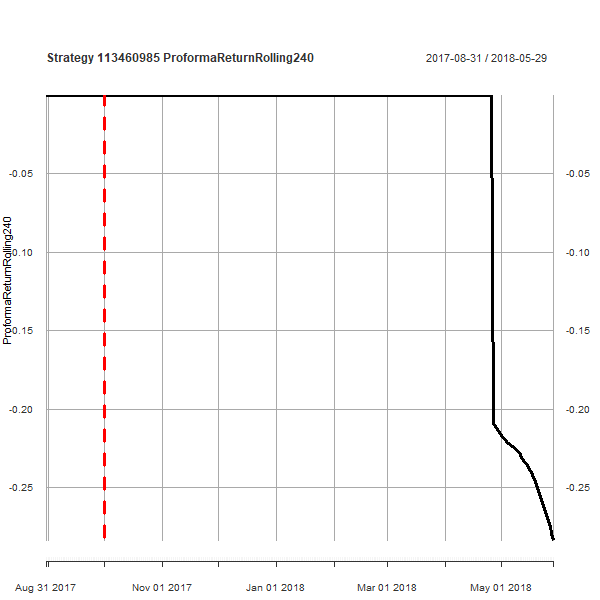 Strategy 113460985 ProformaReturnRolling240
2017-08-31 / 2018-05-29
-0.05
-0.05
-0.10
-0.10
-0.15
-0.15
-0.20
-0.20
-0.25
-0.25
ProformaReturnRolling240
Aug 31 2017
Nov 01 2017
Jan 01 2018
Mar 01 2018
May 01 2018